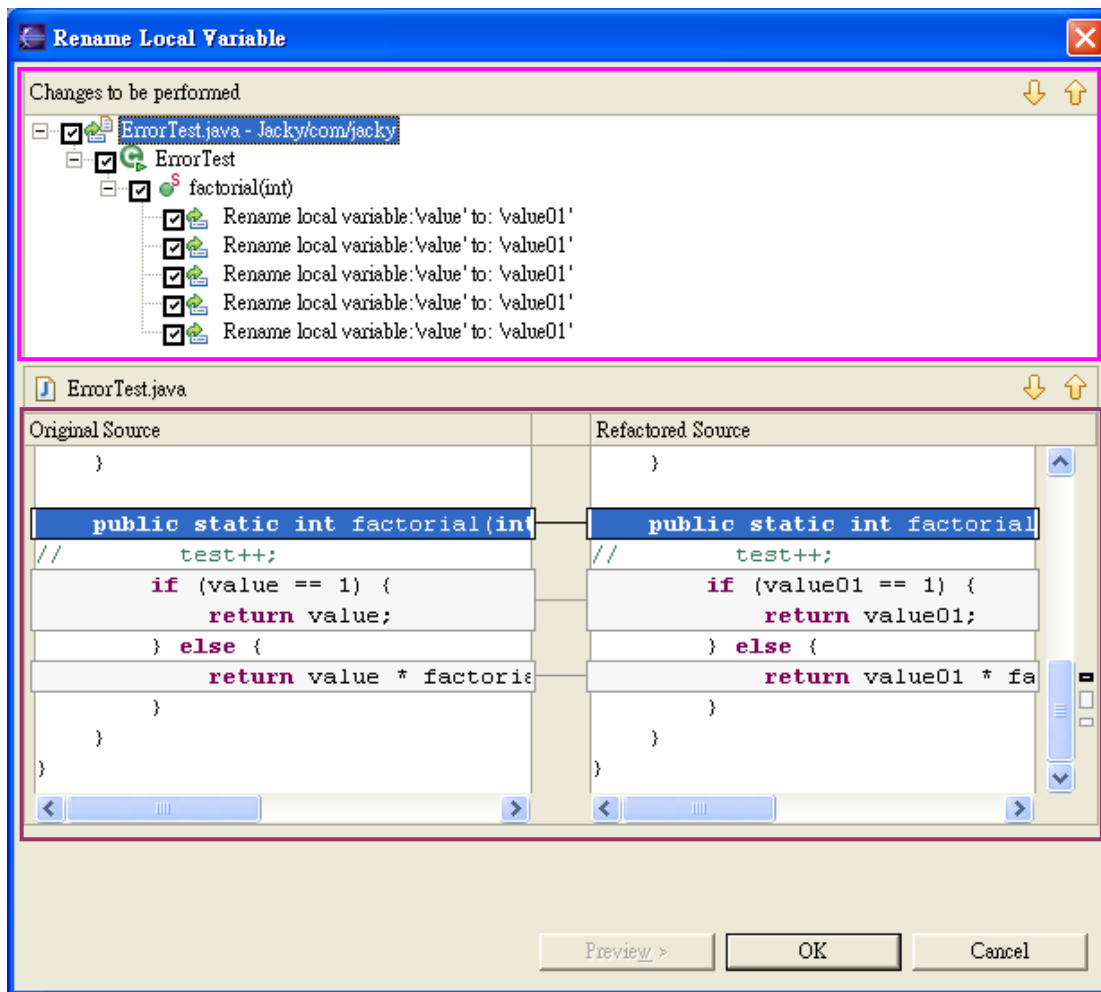 Rename Local Variable
Changes to be performed
ErrorTest.java - Jacky/com/jacky
ErrorTest
factorial(int)
Rename local variable:'value' to: 'value01'
Rename local variable:'value' to: 'value01'
Rename local variable:'value' to: 'value01'
Rename local variable:'value' to: 'value01'
Rename local variable:'value' to: 'value01'
ErrorTest.java
Original Source
}
public static int factorial(int
// test++;
if (value == 1) {
return value;
} else {
return value * factoria
}
}
}
Refactored Source
}
public static int factorial
// test++;
if (value01 == 1) {
return value01;
} else {
return value01 * fa
}
}
}
Preview >
OK
Cancel